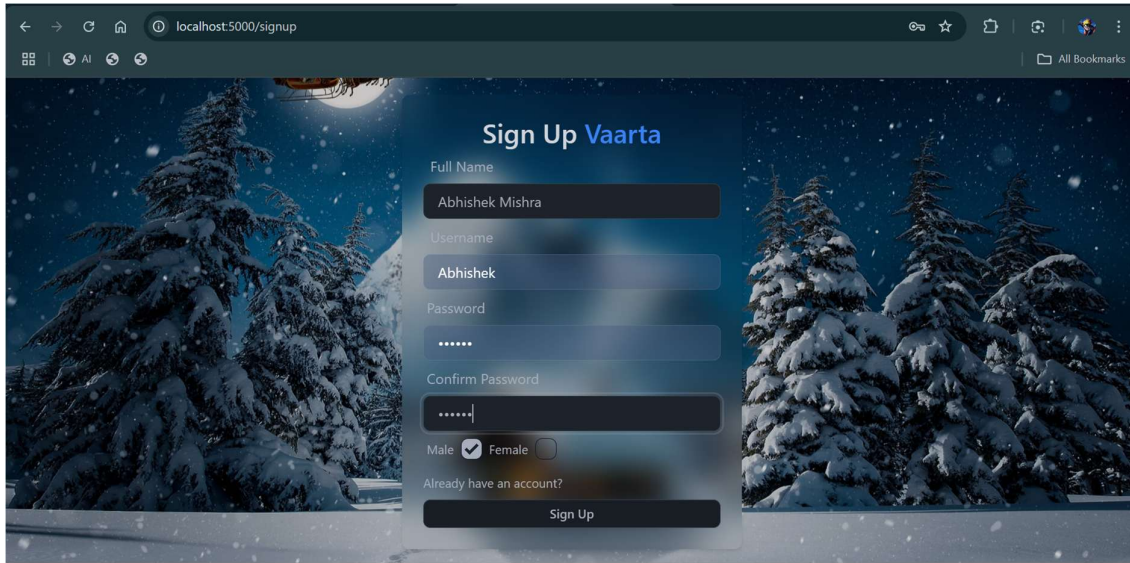 localhost:5000/signup
AI
All Bookmarks
Sign Up Vaarta
Full Name
Abhishek Mishra
Username
Abhishek
Password
••••••
Confirm Password
••••••
Male Female
Already have an account?
Sign Up